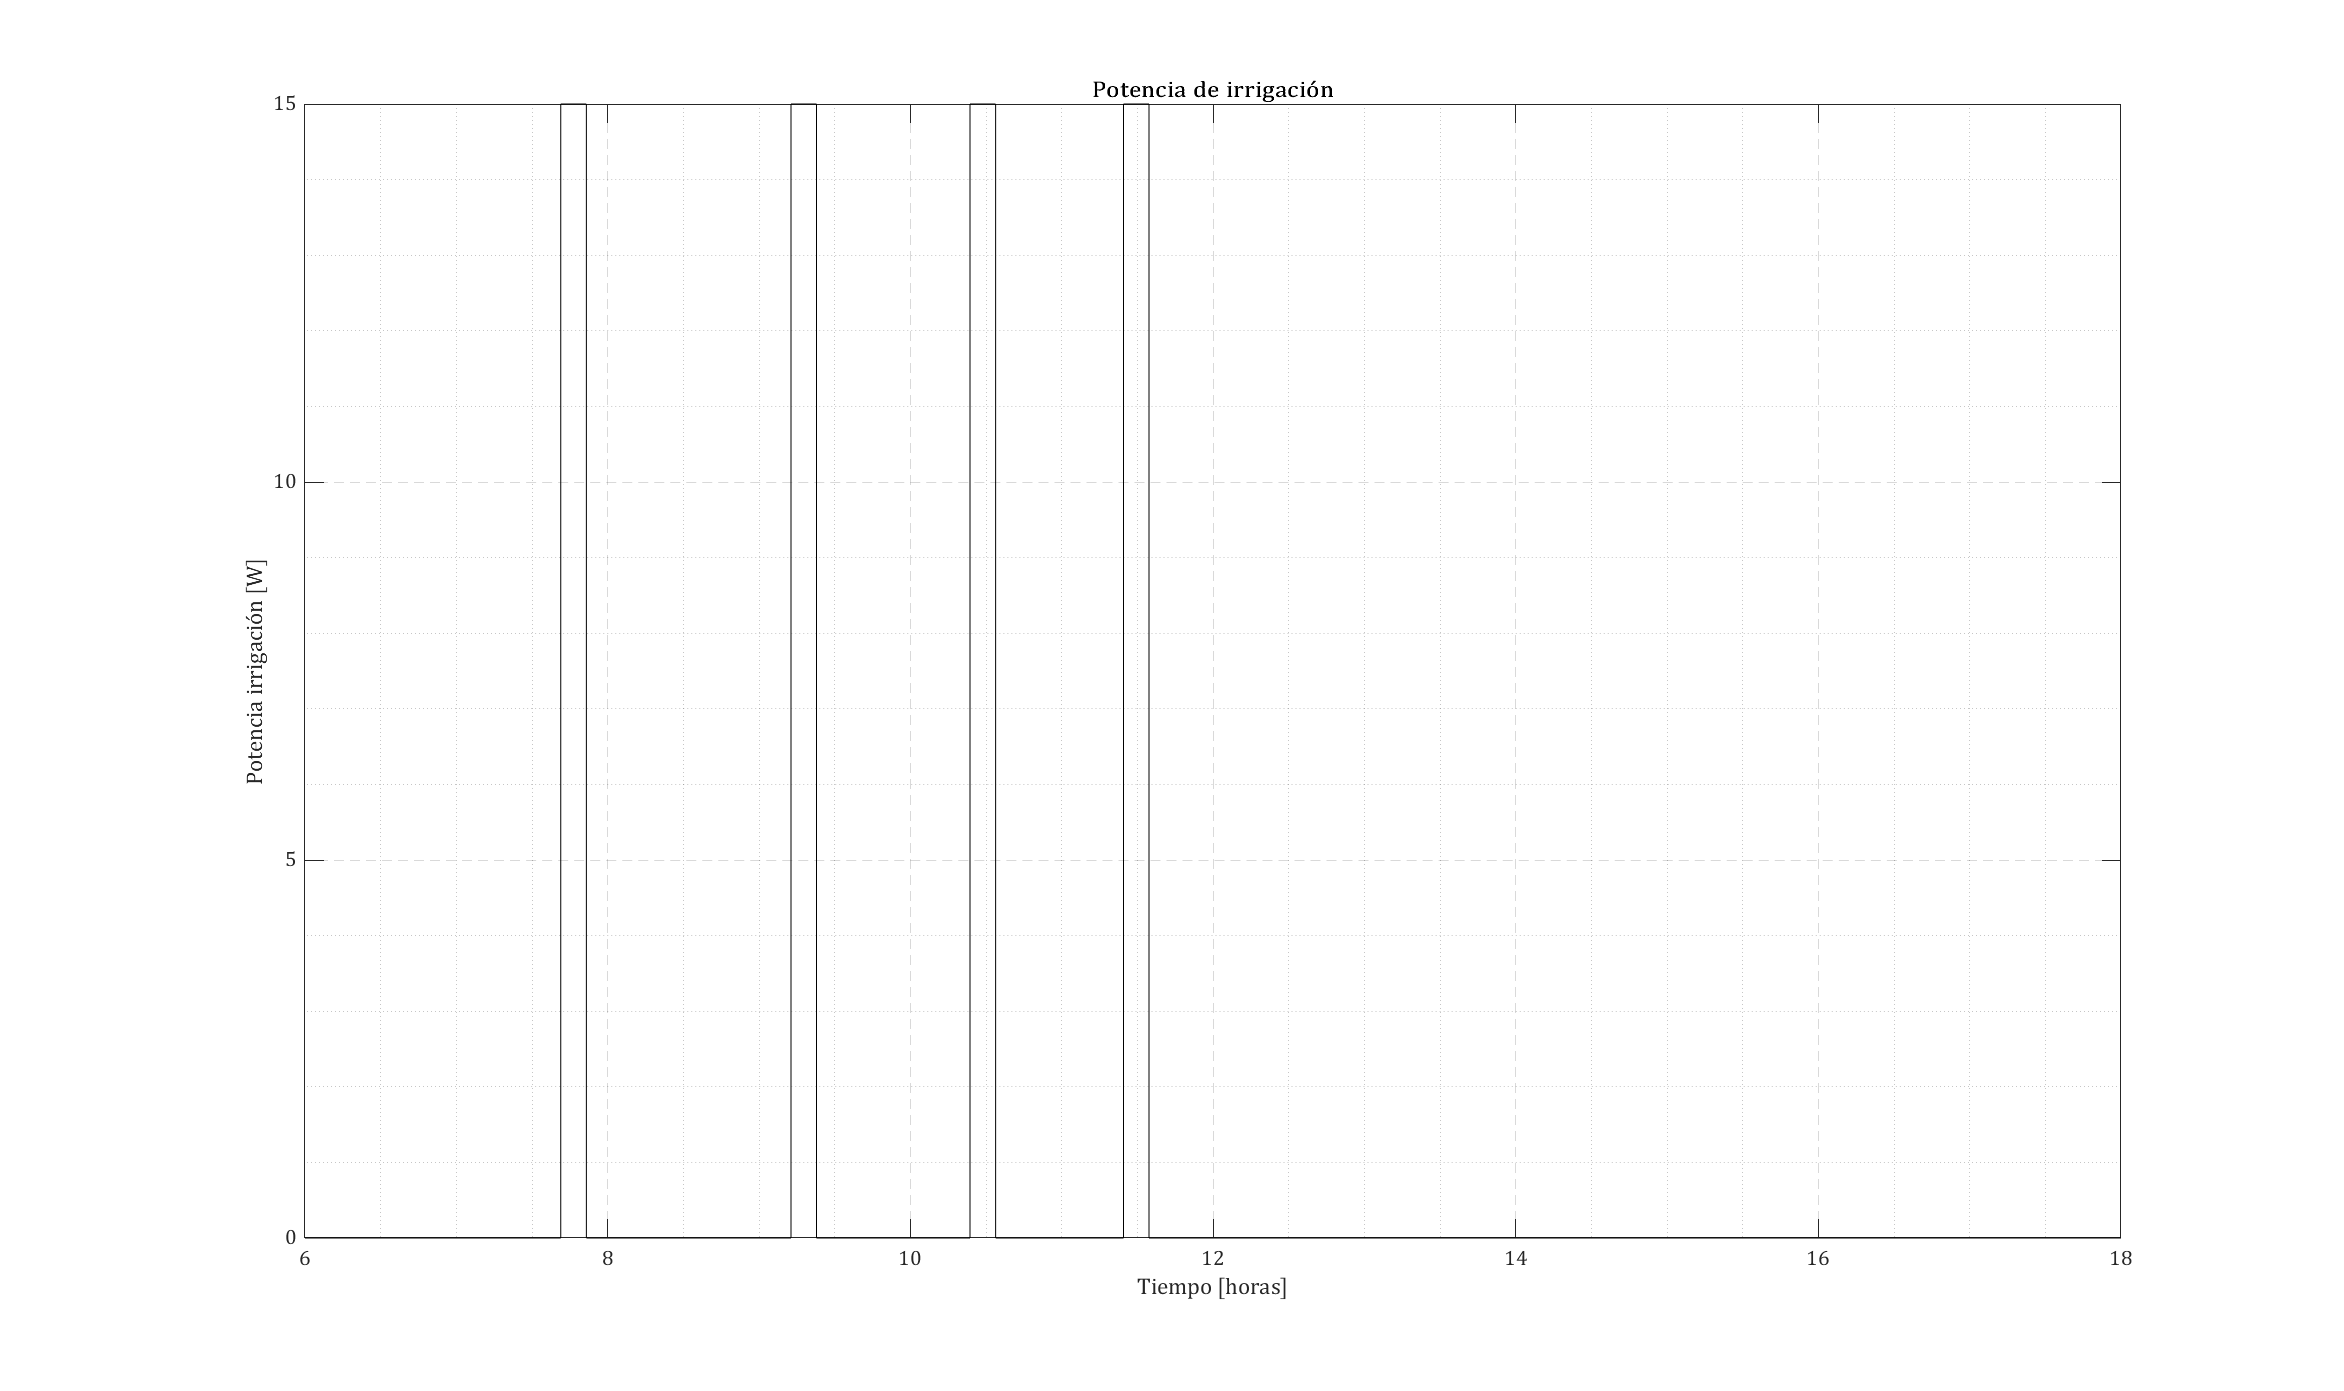 Potencia de irrigación
15
10
5
0
Potencia irrigación [W]
6 8 10 12 14 16 18
Tiempo [horas]